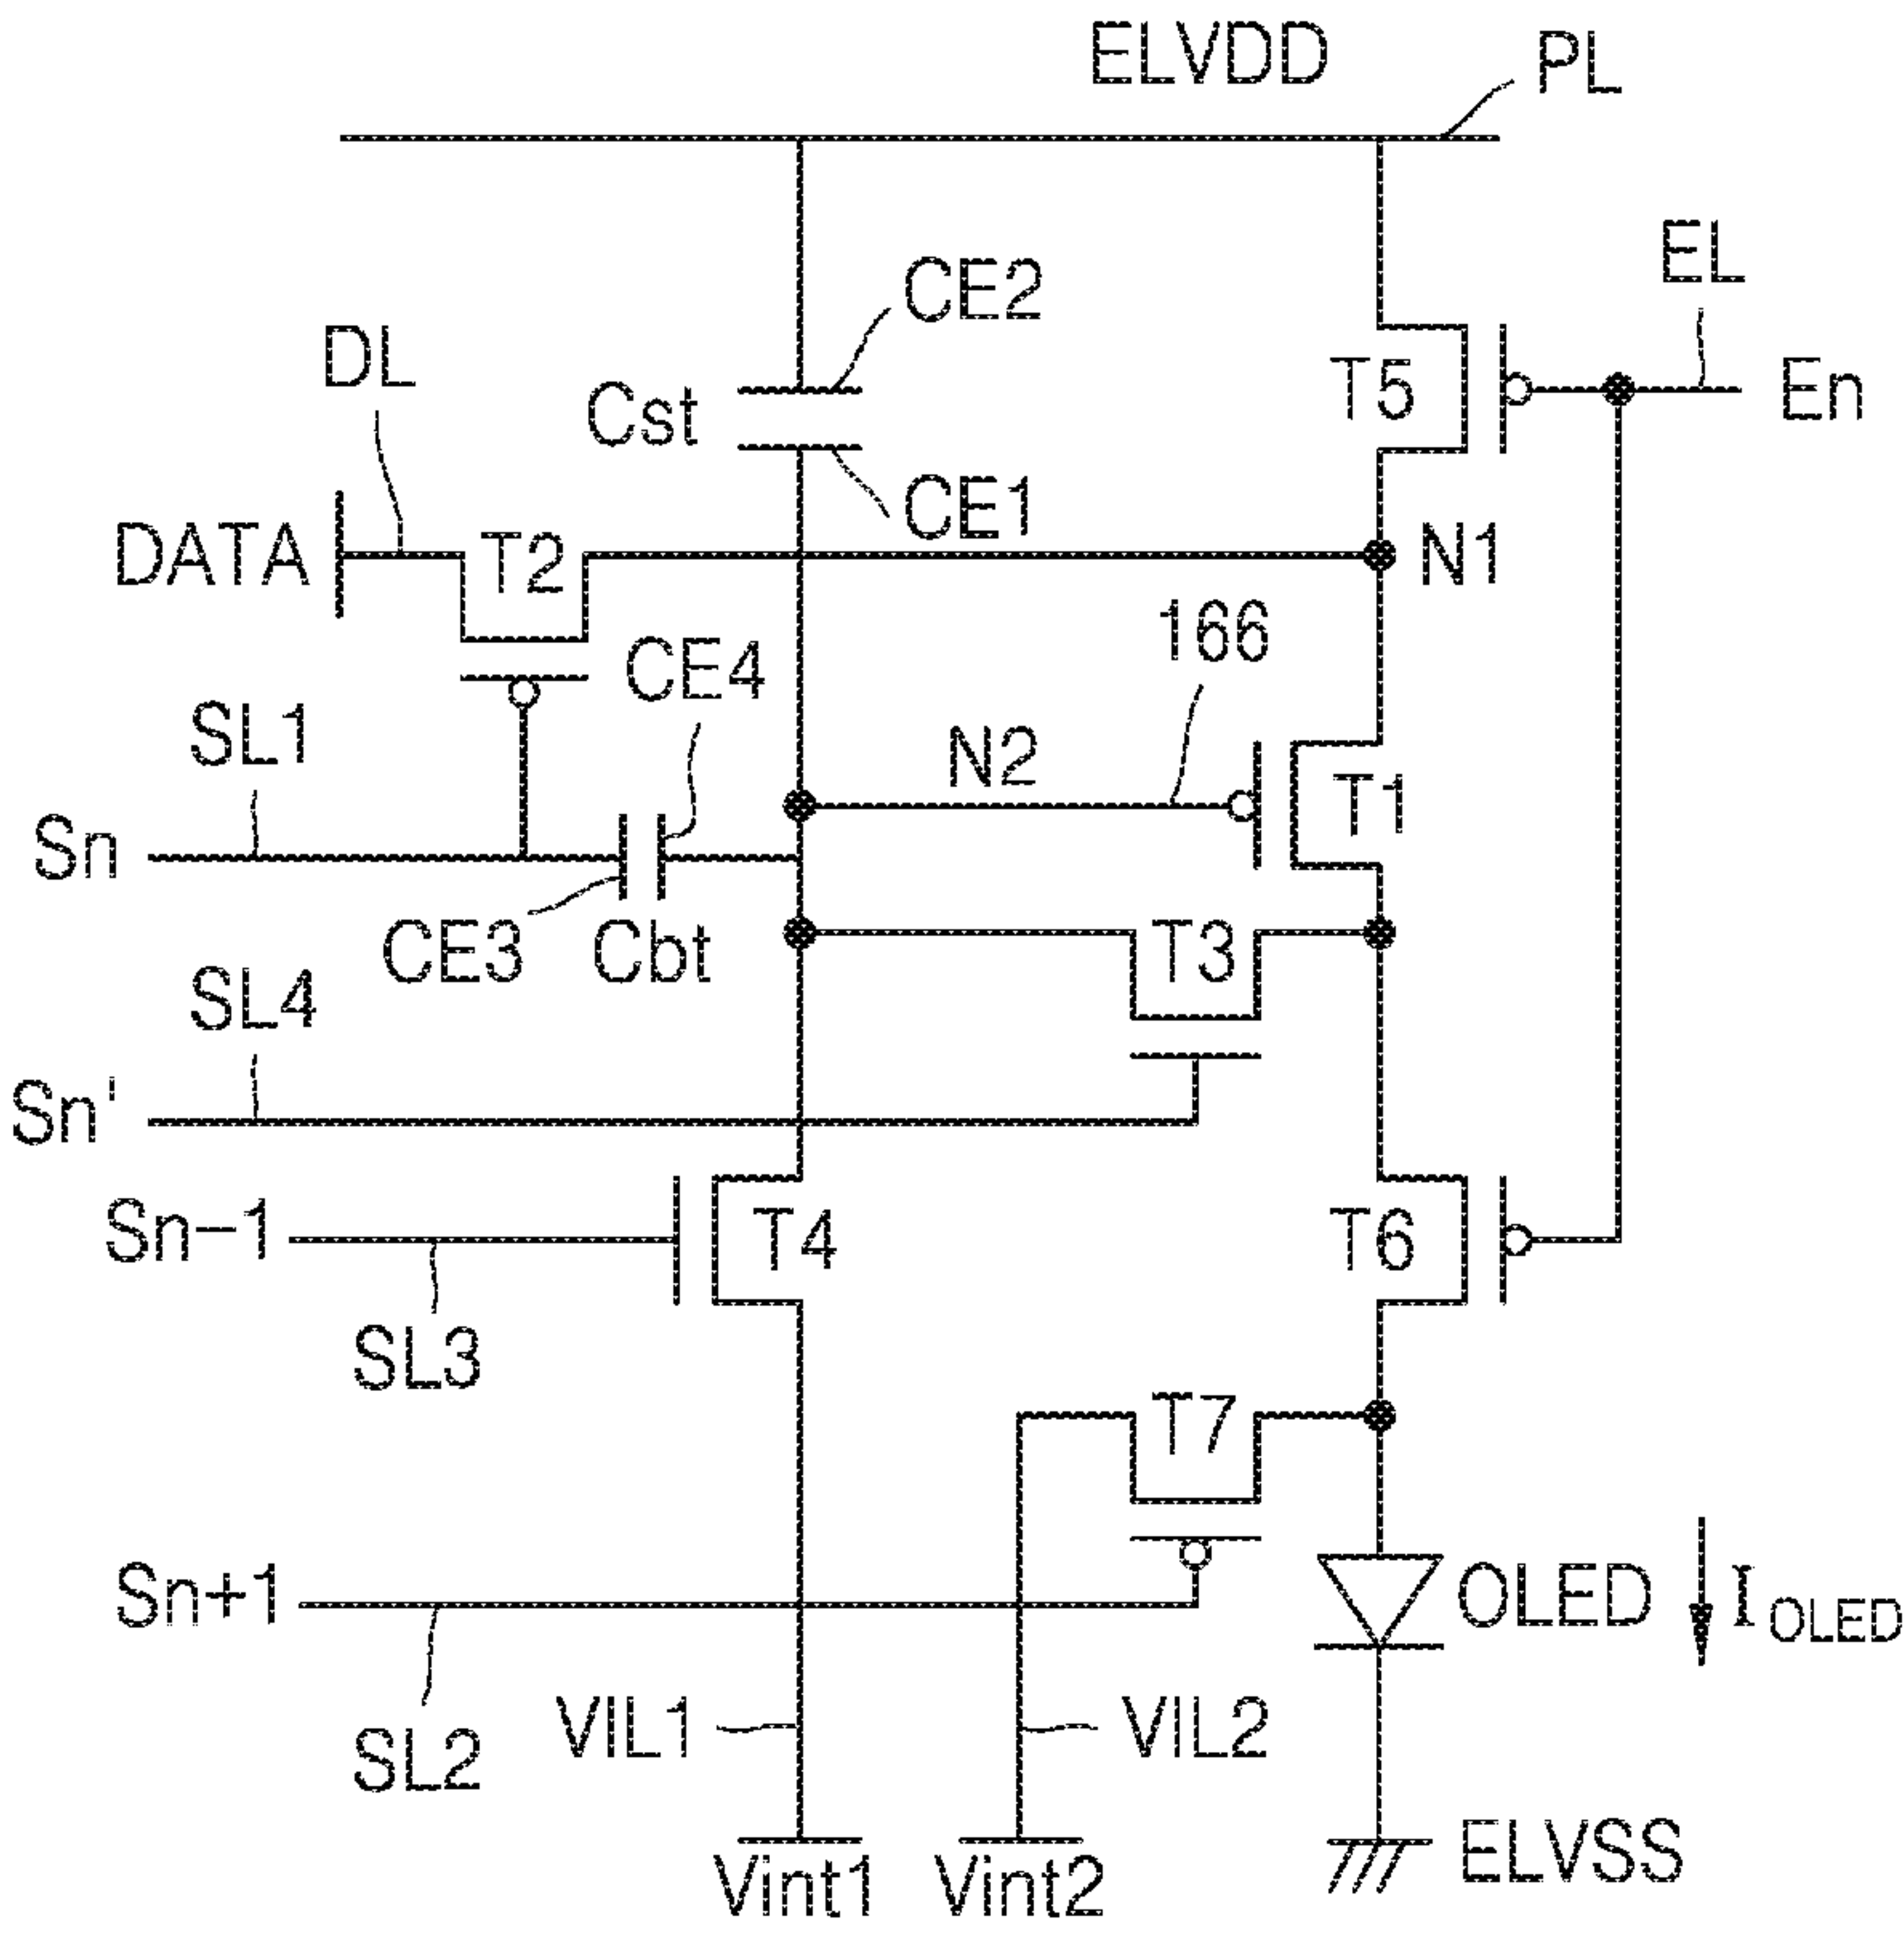 ELVDD
PL
EL
CE2
DL
T5
En
Cst
CE1
DATA
T2
N1
166
CE4
SL1
N2
T1
Sn
CE3
Cbt
T3
SL4
Sn'
Sn-1
T4
T6
SL3
T7
Sn+1
OLED
IOLED
SL2
VIL1
VIL2
Vint1
Vint2
ELVSS